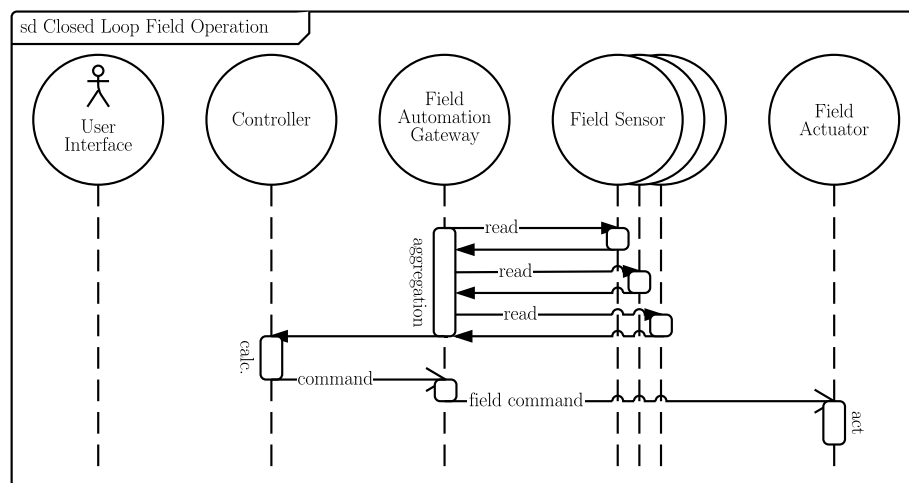 sd Closed Loop Field Operation
User
Interface
Controller
Field
Automation
Gateway
Field Sensor
Field
Actuator
read
aggregation
read
read
calc.
command
field command
act